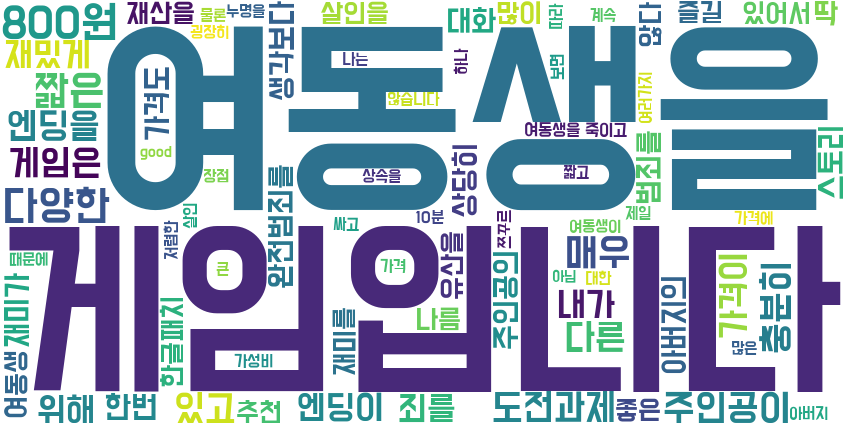 800원 재산을 물론 누명을 살인을 대화 많이 따른 계속 즐길 있어서 딱
재밌게 굉장히 생각보다 나는 하나 보면 않다
짧은 가격도 여동생을 않습니다 여러가지
엔딩을 good 여동생을 죽이고 범죄를 스토리
게임은 장점 상속을 상당히 짧고
다양한 살인 완전범죄를 싸고 10분 쯔꾸르 여동생이 제일 가격에
때문에 저렴한 게임입니다 매우
재미가 큰 가격 유산을 주인공의 아님 대한 가격이 충분히
한글패치 재미를 나름 내가 다른 아버지의 많은
여동생 가성비
위해 한번 있고 추천 엔딩이 죄를 도전과제 좋은 주인공이 아버지